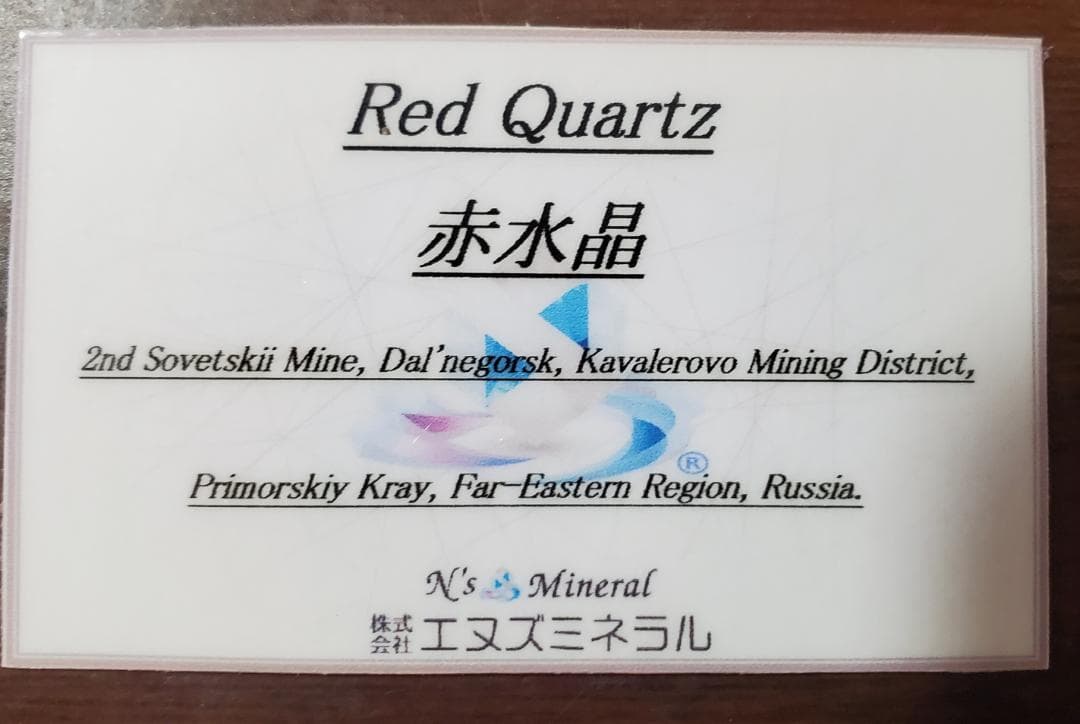 Red Quartz
赤水晶
2nd Sovetskii Mine, Dal'negorsk, Kavalerovo Mining District,
®
Primorskiy Kray, Far-Eastern Region, Russia.
N's Mineral
株式会社 エヌズミネラル